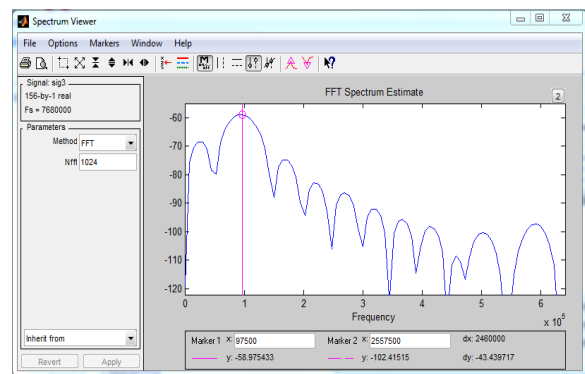 Spectrum Viewer
File Options Markers Window Help
Signal: sig3
156-by-1 real
Fs = 7680000
Parameters
Method FFT
Nfft 1024
Inherit from
Revert Apply
FFT Spectrum Estimate
2
-60
-70
-80
-90
-100
-110
-120
0 1 2 3 4 5 6
Frequency
x 10^5
Marker 1 x: 97500 Marker 2 x: 2557500 dx: 2460000
y: -58.975433 y: -102.41515 dy: -43.439717